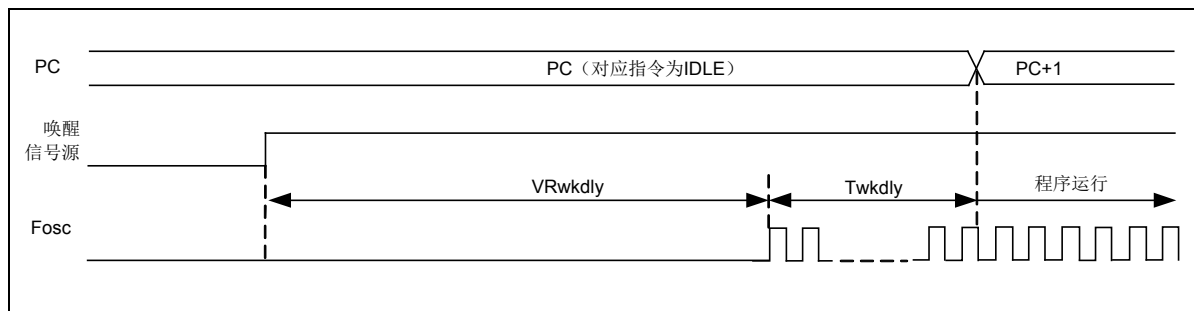 PC
PC（对应指令为IDLE）
PC+1
唤醒
信号源
VRwkdly
Twkdly
程序运行
Fosc